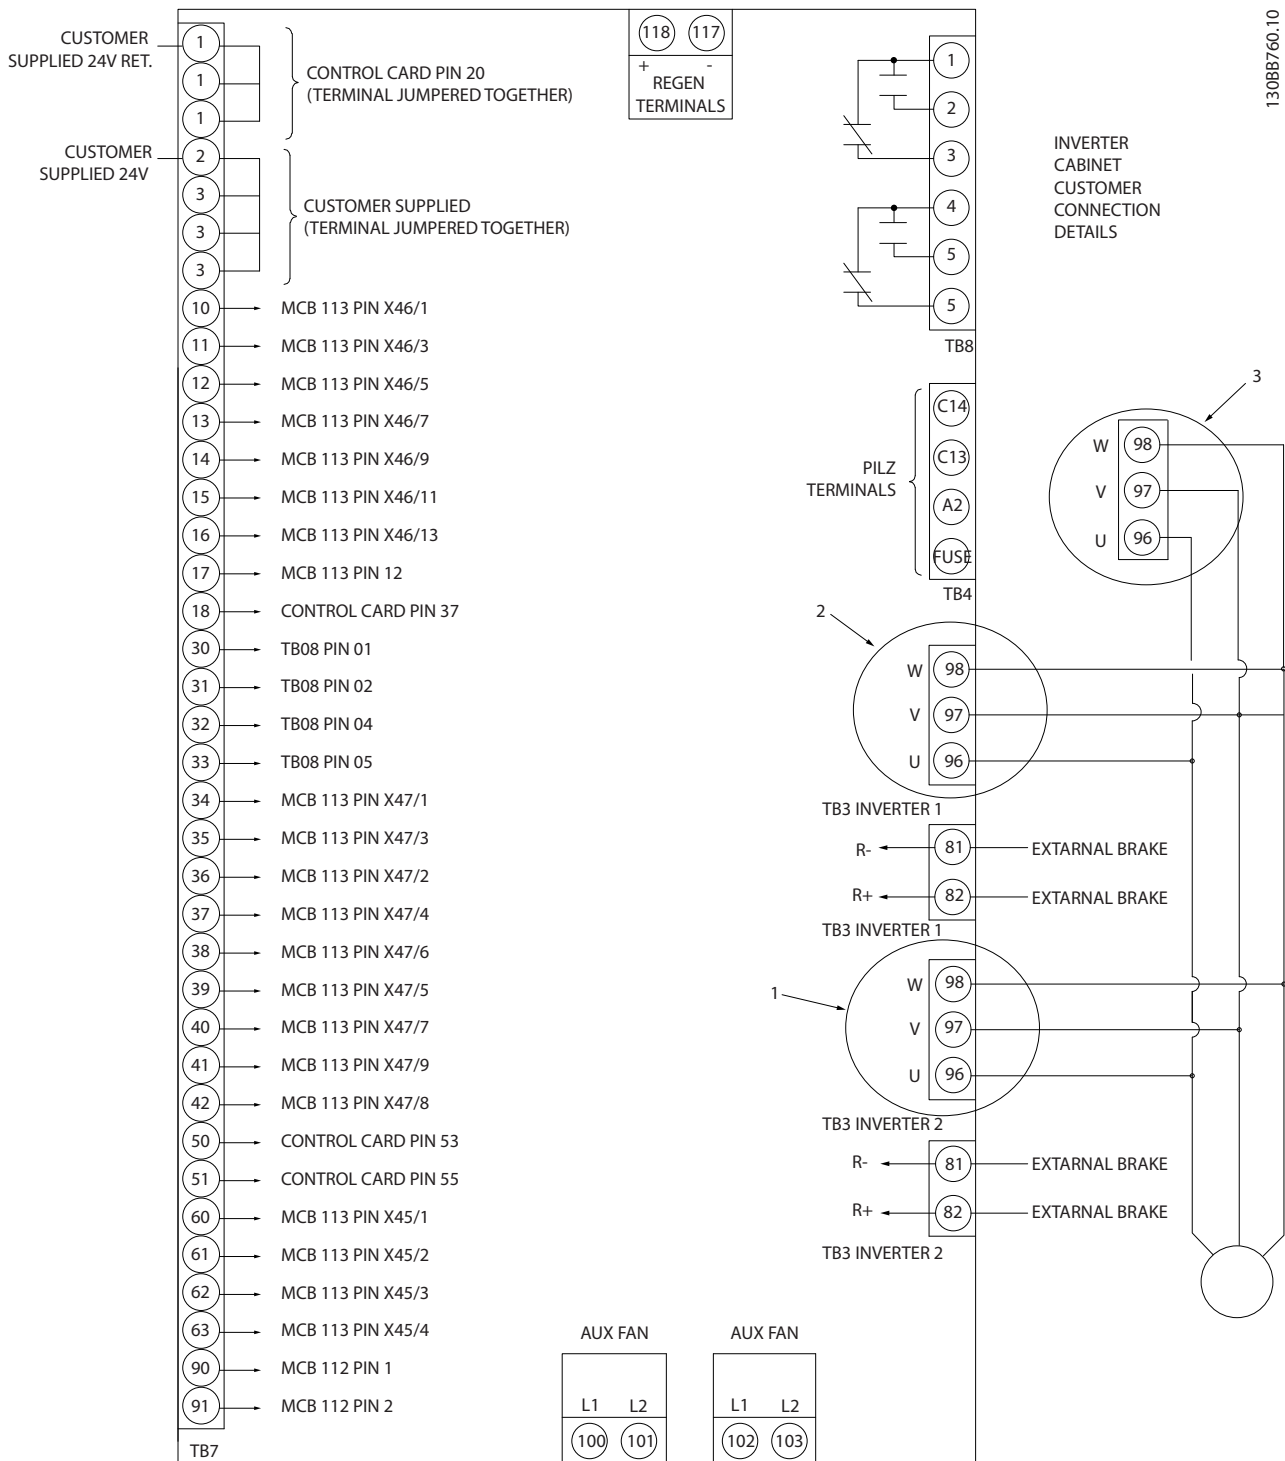 130BB760.10
CUSTOMER
SUPPLIED 24V RET.
1
1
1
CONTROL CARD PIN 20
(TERMINAL JUMPERED TOGETHER)
CUSTOMER
SUPPLIED 24V
2
3
3
3
CUSTOMER SUPPLIED
(TERMINAL JUMPERED TOGETHER)
10 MCB 113 PIN X46/1
11 MCB 113 PIN X46/3
12 MCB 113 PIN X46/5
13 MCB 113 PIN X46/7
14 MCB 113 PIN X46/9
15 MCB 113 PIN X46/11
16 MCB 113 PIN X46/13
17 MCB 113 PIN 12
18 CONTROL CARD PIN 37
30 TB08 PIN 01
31 TB08 PIN 02
32 TB08 PIN 04
33 TB08 PIN 05
34 MCB 113 PIN X47/1
35 MCB 113 PIN X47/3
36 MCB 113 PIN X47/2
37 MCB 113 PIN X47/4
38 MCB 113 PIN X47/6
39 MCB 113 PIN X47/5
40 MCB 113 PIN X47/7
41 MCB 113 PIN X47/9
42 MCB 113 PIN X47/8
50 CONTROL CARD PIN 53
51 CONTROL CARD PIN 55
60 MCB 113 PIN X45/1
61 MCB 113 PIN X45/2
62 MCB 113 PIN X45/3
63 MCB 113 PIN X45/4
90 MCB 112 PIN 1
91 MCB 112 PIN 2
TB7
118 117
+ -
REGEN
TERMINALS
1
2
3
4
5
5
TB8
INVERTER
CABINET
CUSTOMER
CONNECTION
DETAILS
PILZ
TERMINALS
C14
C13
A2
FUSE
TB4
3
W 98
V 97
U 96
2
W 98
V 97
U 96
TB3 INVERTER 1
R- 81 EXTARNAL BRAKE
R+ 82 EXTARNAL BRAKE
TB3 INVERTER 1
1
W 98
V 97
U 96
TB3 INVERTER 2
R- 81 EXTARNAL BRAKE
R+ 82 EXTARNAL BRAKE
TB3 INVERTER 2
AUX FAN
L1 L2
100 101
AUX FAN
L1 L2
102 103